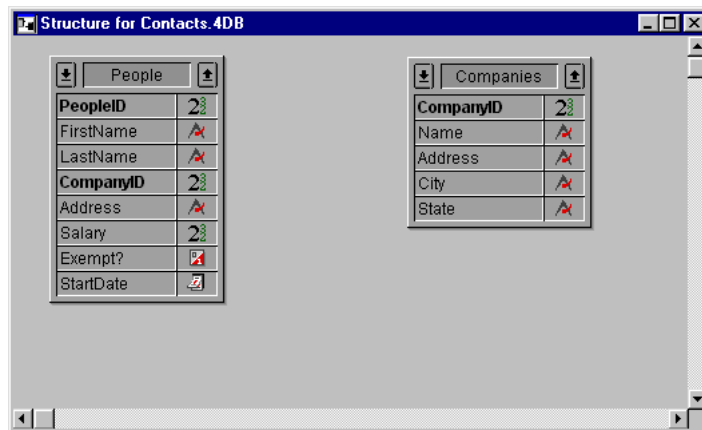 Structure for Contacts.4DB
People
PeopleID
FirstName
LastName
CompanyID
Address
Salary
Exempt?
StartDate
Companies
CompanyID
Name
Address
City
State